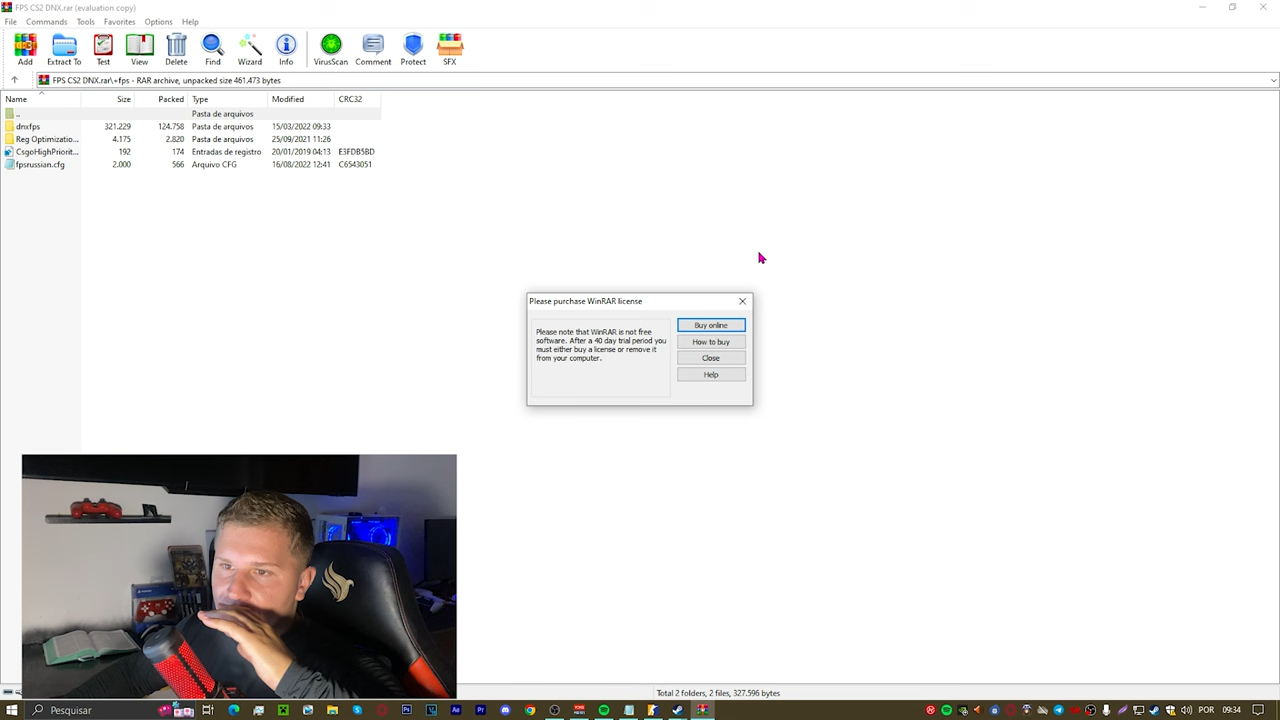 FPS CS2 DNX.rar (evaluation copy)
File Commands Tools Favorites Options Help
Add Extract To Test View Delete Find Wizard Info VirusScan Comment Protect SFX
FPS CS2 DNX.rar\+fps - RAR archive, unpacked size 461.473 bytes
Name Size Packed Type Modified CRC32
.. Pasta de arquivos
dnxfps 321.229 124.758 Pasta de arquivos 15/03/2022 09:33
Reg Optimizatio... 4.175 2.820 Pasta de arquivos 25/09/2021 11:26
CsgoHighPriorit... 192 174 Entradas de registro 20/01/2019 04:13 E3FDB5BD
fpsrussian.cfg 2.000 566 Arquivo CFG 16/08/2022 12:41 C6543051
Please purchase WinRAR license
Please note that WinRAR is not free
software. After a 40 day trial period you
must either buy a license or remove it
from your computer.
Buy online
How to buy
Close
Help
Total 2 folders, 2 files, 327.596 bytes
Pesquisar
POR 09:34